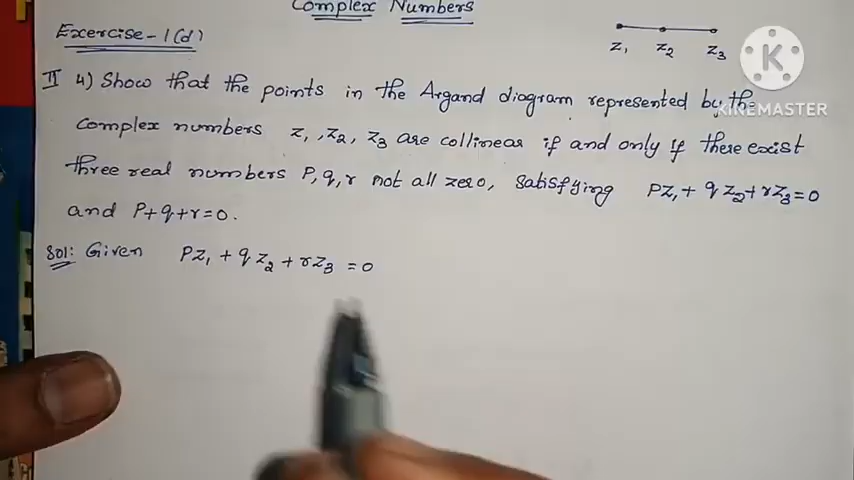 Complex Numbers
Exercise-1(d)
z₁ z₂ z₃
K
KINEMASTER
II 4) Show that the points in the Argand diagram represented by the
complex numbers z₁, z₂, z₃ are collinear if and only if there exist
three real numbers P, q, r not all zero, satisfying Pz₁ + qz₂ + rz₃ = 0
and P+q+r=0.
Sol: Given Pz₁ + qz₂ + rz₃ = 0